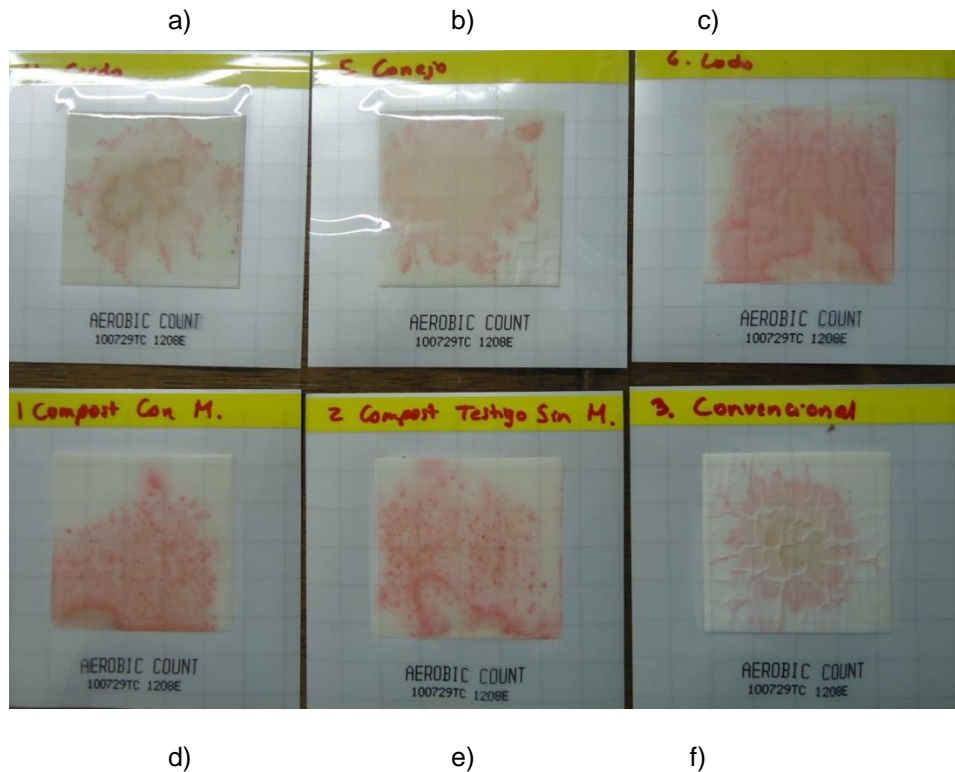 a) b) c)
5. Conejo
6. Lodo
AEROBIC COUNT
100729TC 1208E
AEROBIC COUNT
100729TC 1208E
AEROBIC COUNT
100729TC 1208E
1 Compost Con M.
2 Compost Testigo Sin M.
3. Convencional
AEROBIC COUNT
100729TC 1208E
AEROBIC COUNT
100729TC 1208E
AEROBIC COUNT
100729TC 1208E
d) e) f)